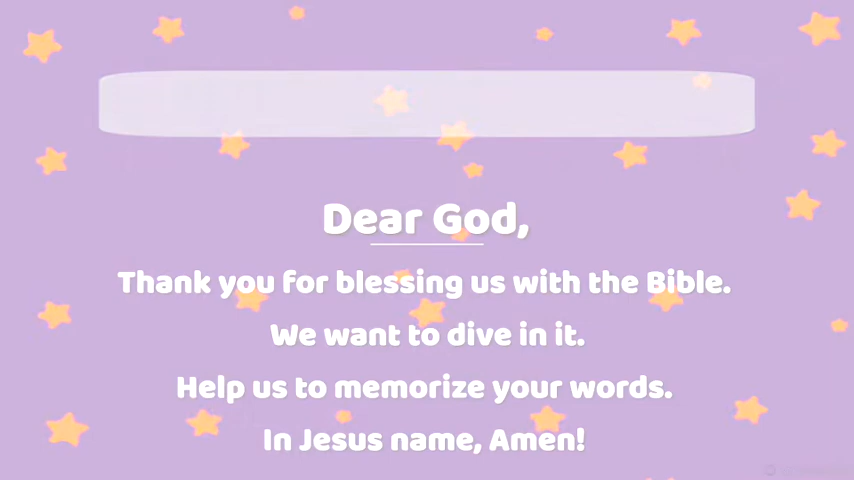 Dear God,
Thank you for blessing us with the Bible.
We want to dive in it.
Help us to memorize your words.
In Jesus name, Amen!